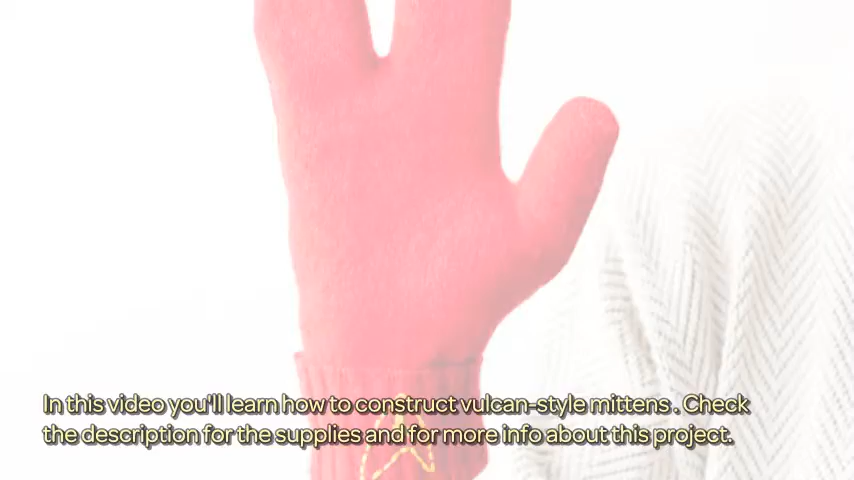 In this video you'll learn how to construct vulcan-style mittens . Check
the description for the supplies and for more info about this project.